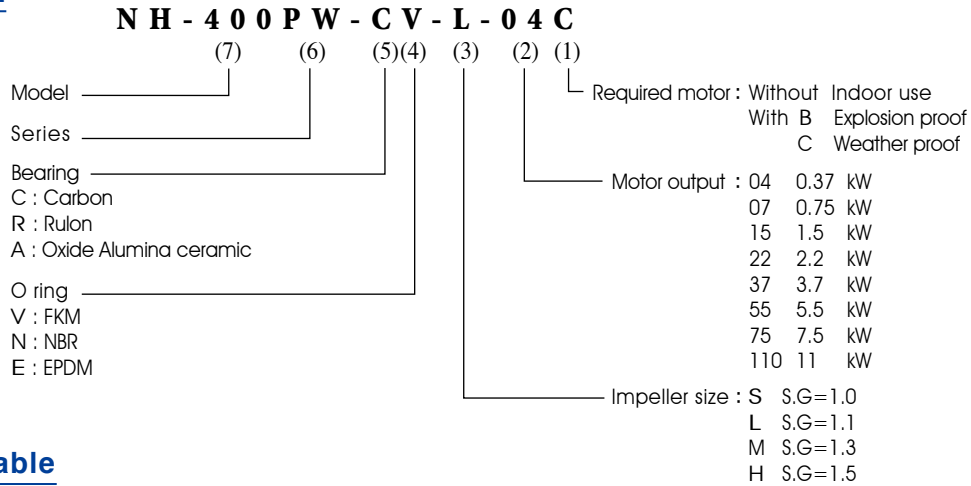 NH-400PW-CV-L-04C
(7) (6) (5)(4) (3) (2) (1)
Model
Series
Bearing
C : Carbon
R : Rulon
A : Oxide Alumina ceramic
O ring
V : FKM
N : NBR
E : EPDM
Required motor : Without Indoor use
With B Explosion proof
C Weather proof
Motor output : 04 0.37 kW
07 0.75 kW
15 1.5 kW
22 2.2 kW
37 3.7 kW
55 5.5 kW
75 7.5 kW
110 11 kW
Impeller size : S S.G=1.0
L S.G=1.1
M S.G=1.3
H S.G=1.5